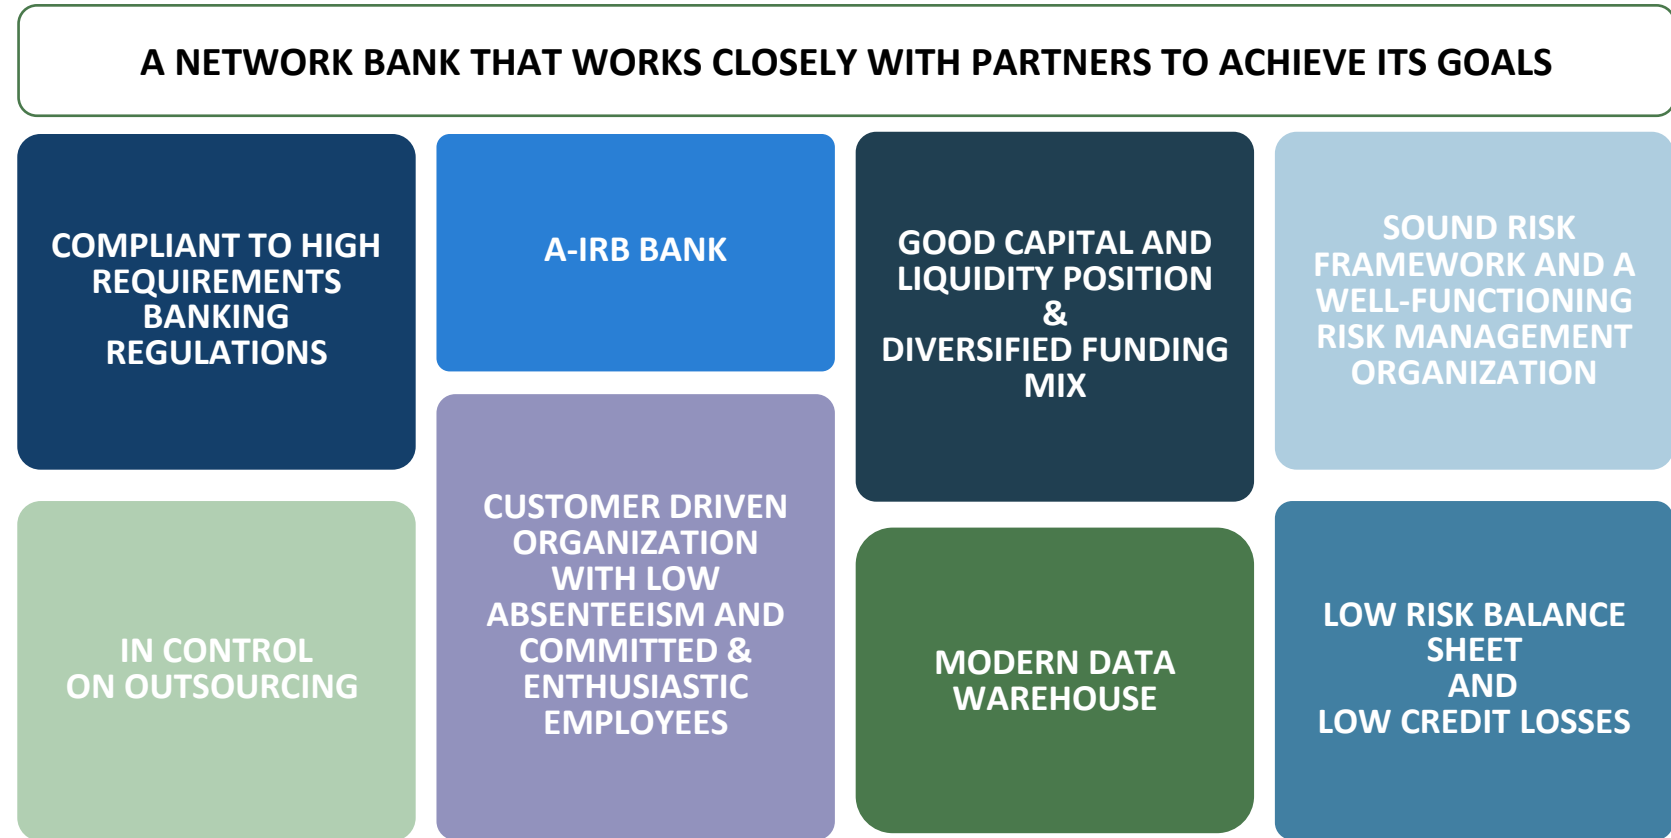 A NETWORK BANK THAT WORKS CLOSELY WITH PARTNERS TO ACHIEVE ITS GOALS
COMPLIANT TO HIGH
REQUIREMENTS
BANKING
REGULATIONS
A-IRB BANK
GOOD CAPITAL AND
LIQUIDITY POSITION
&
DIVERSIFIED FUNDING
MIX
SOUND RISK
FRAMEWORK AND A
WELL-FUNCTIONING
RISK MANAGEMENT
ORGANIZATION
IN CONTROL
ON OUTSOURCING
CUSTOMER DRIVEN
ORGANIZATION
WITH LOW
ABSENTEEISM AND
COMMITTED &
ENTHUSIASTIC
EMPLOYEES
MODERN DATA
WAREHOUSE
LOW RISK BALANCE
SHEET
AND
LOW CREDIT LOSSES